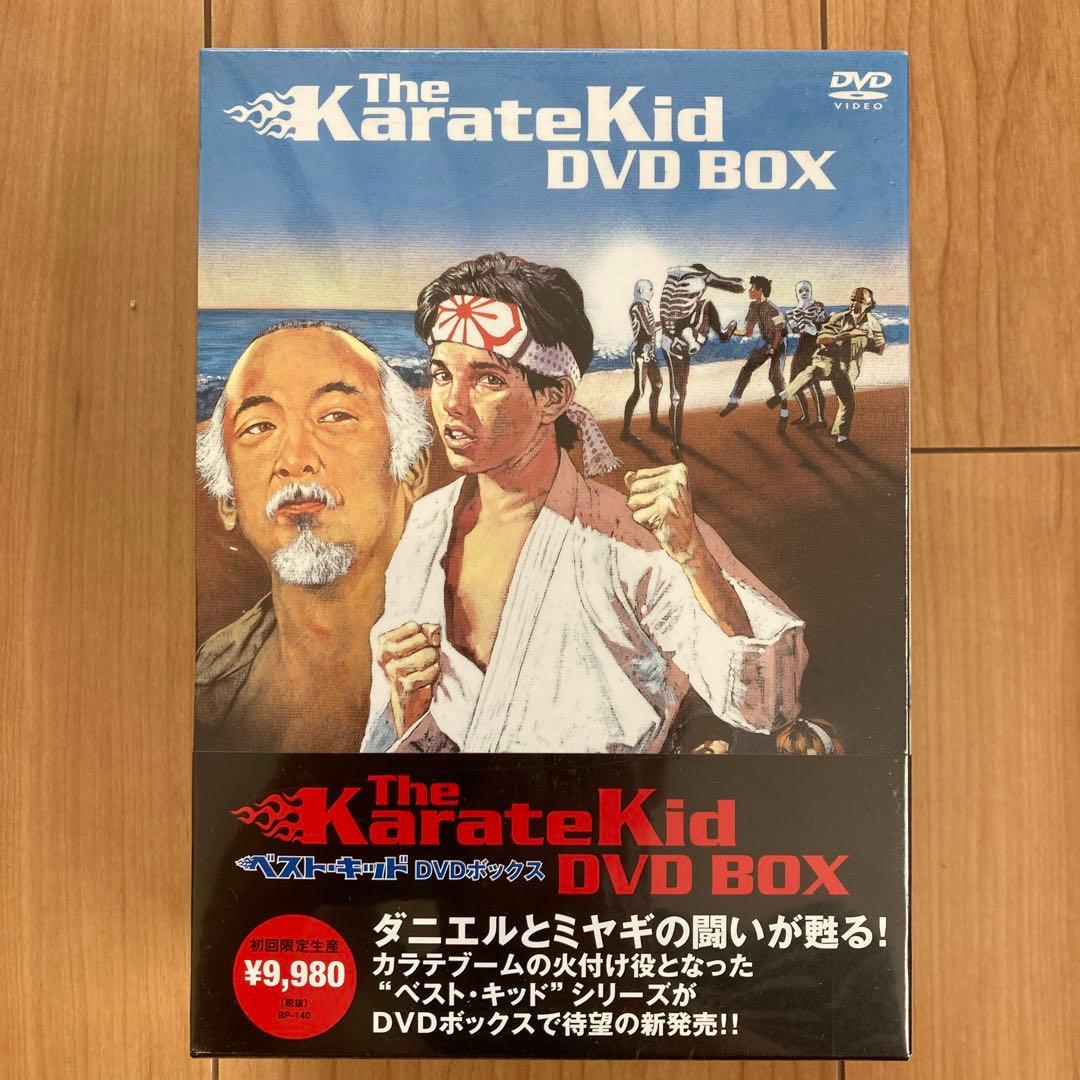 The
KarateKid
DVD BOX
DVD
VIDEO
The
KarateKid
ベスト・キッド DVDボックス DVD BOX
初回限定生産
¥9,980
(税抜)
BP-140
ダニエルとミヤギの闘いが甦る!
カラテブームの火付け役となった
“ベスト・キッド”シリーズが
DVDボックスで待望の新発売!!